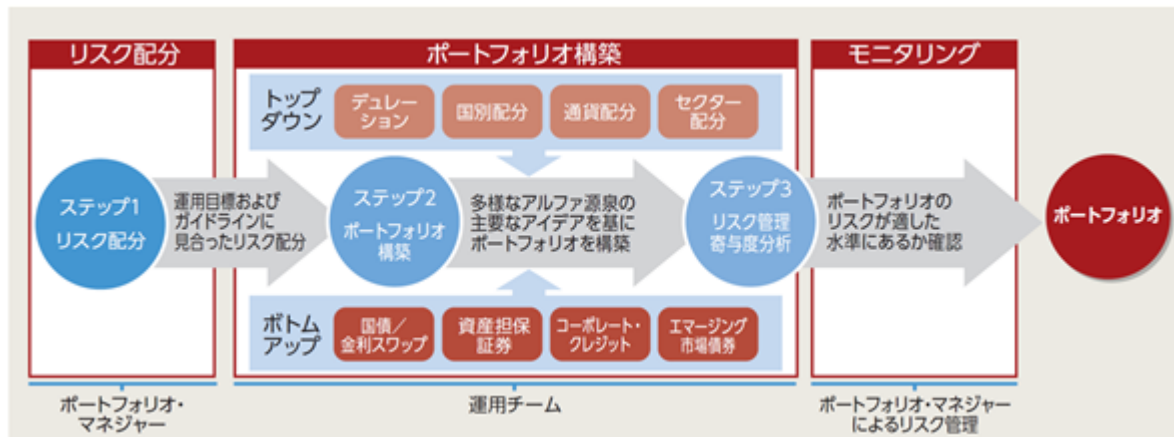 リスク配分
ポートフォリオ構築
モニタリング
トップ
ダウン
デュレー
ション
国別配分
通貨配分
セクター
配分
ステップ1
リスク配分
運用目標および
ガイドラインに
見合ったリスク配分
ステップ2
ポートフォリオ
構築
多様なアルファ源泉の
主要なアイデアを基に
ポートフォリオを構築
ステップ3
リスク管理
寄与度分析
ポートフォリオの
リスクが適した
水準にあるか確認
ポートフォリオ
ボトム
アップ
国債/
金利スワップ
資産担保
証券
コーポレート・
クレジット
エマージング
市場債券
ポートフォリオ・
マネジャー
運用チーム
ポートフォリオ・マネジャー
によるリスク管理